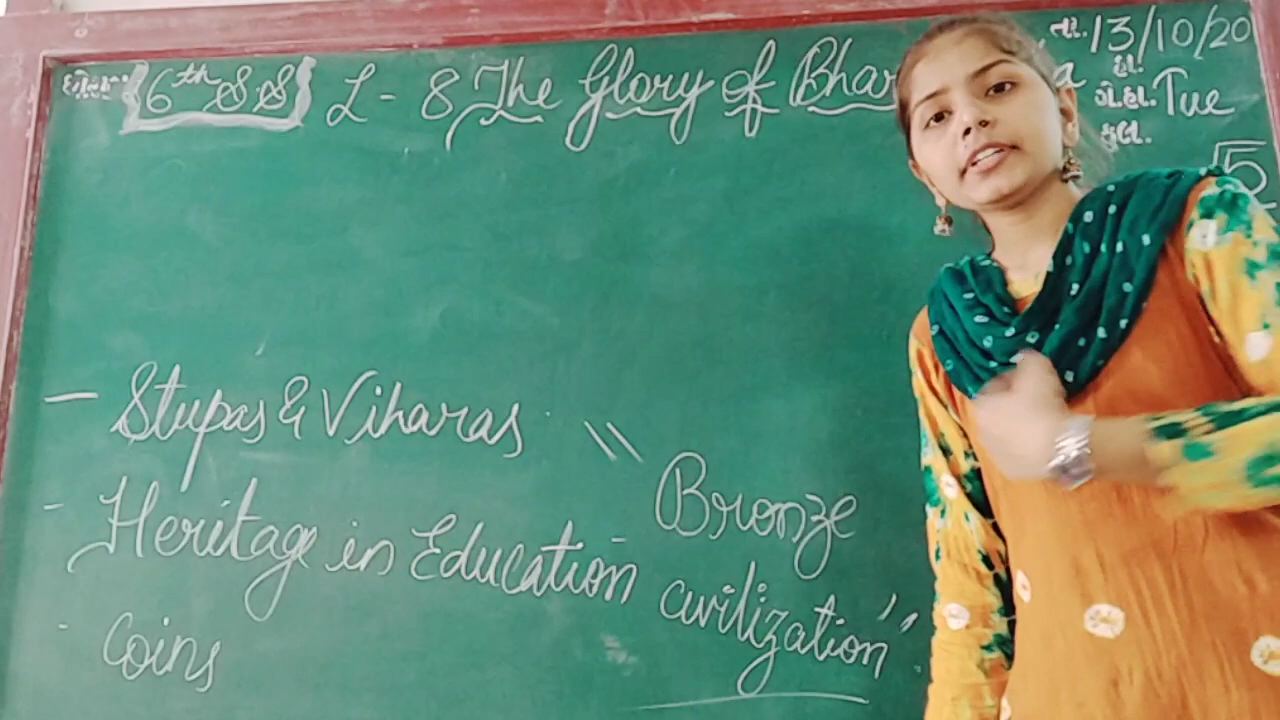 6th S.S L - 8 The Glory of Bhar a
તા. 13/10/20
હા.
ગે.હા. Tue
કુલ.
5
- Stupas & Viharas
- Heritage in Education
- Coins
" Bronze
civilization"